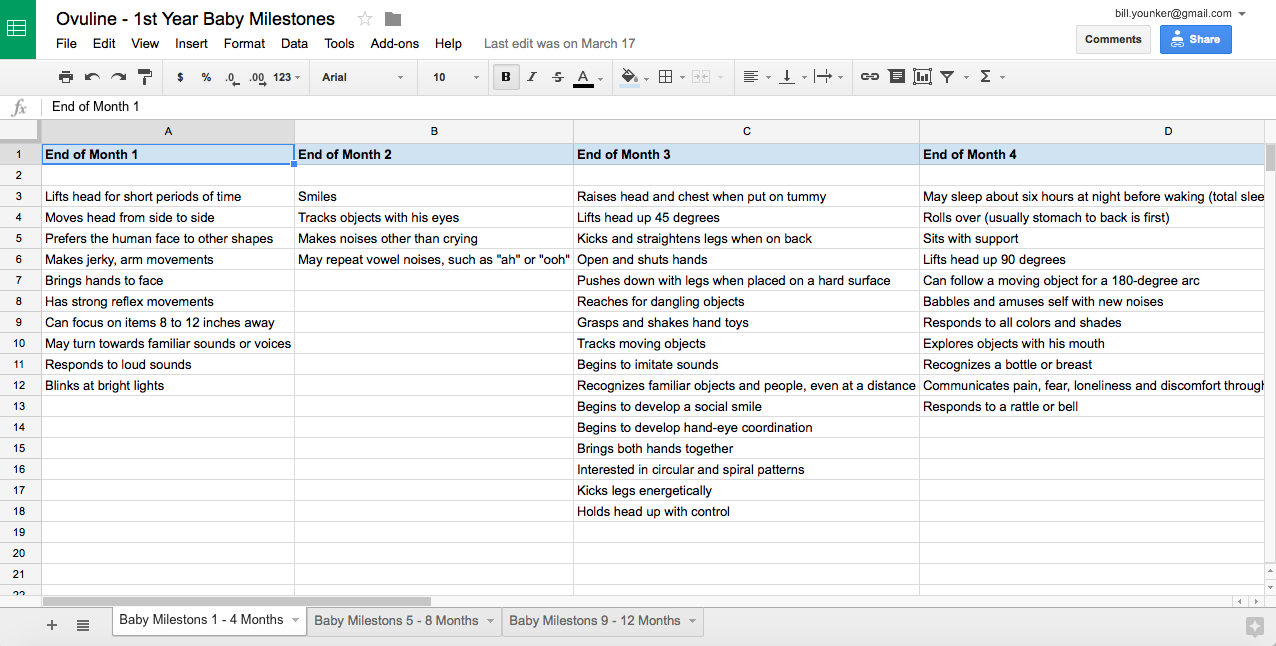 Ovuline - 1st Year Baby Milestones
bill.younker@gmail.com
File Edit View Insert Format Data Tools Add-ons Help Last edit was on March 17
Comments Share
$ % .0 .00 123 Arial 10 B I S A Σ
fx End of Month 1
A B C D
1 End of Month 1 End of Month 2 End of Month 3 End of Month 4
2
3 Lifts head for short periods of time Smiles Raises head and chest when put on tummy May sleep about six hours at night before waking (total slee
4 Moves head from side to side Tracks objects with his eyes Lifts head up 45 degrees Rolls over (usually stomach to back is first)
5 Prefers the human face to other shapes Makes noises other than crying Kicks and straightens legs when on back Sits with support
6 Makes jerky, arm movements May repeat vowel noises, such as "ah" or "ooh" Open and shuts hands Lifts head up 90 degrees
7 Brings hands to face Pushes down with legs when placed on a hard surface Can follow a moving object for a 180-degree arc
8 Has strong reflex movements Reaches for dangling objects Babbles and amuses self with new noises
9 Can focus on items 8 to 12 inches away Grasps and shakes hand toys Responds to all colors and shades
10 May turn towards familiar sounds or voices Tracks moving objects Explores objects with his mouth
11 Responds to loud sounds Begins to imitate sounds Recognizes a bottle or breast
12 Blinks at bright lights Recognizes familiar objects and people, even at a distance Communicates pain, fear, loneliness and discomfort through
13 Begins to develop a social smile Responds to a rattle or bell
14 Begins to develop hand-eye coordination
15 Brings both hands together
16 Interested in circular and spiral patterns
17 Kicks legs energetically
18 Holds head up with control
19
20
21
22
Baby Milestons 1 - 4 Months Baby Milestons 5 - 8 Months Baby Milestons 9 - 12 Months